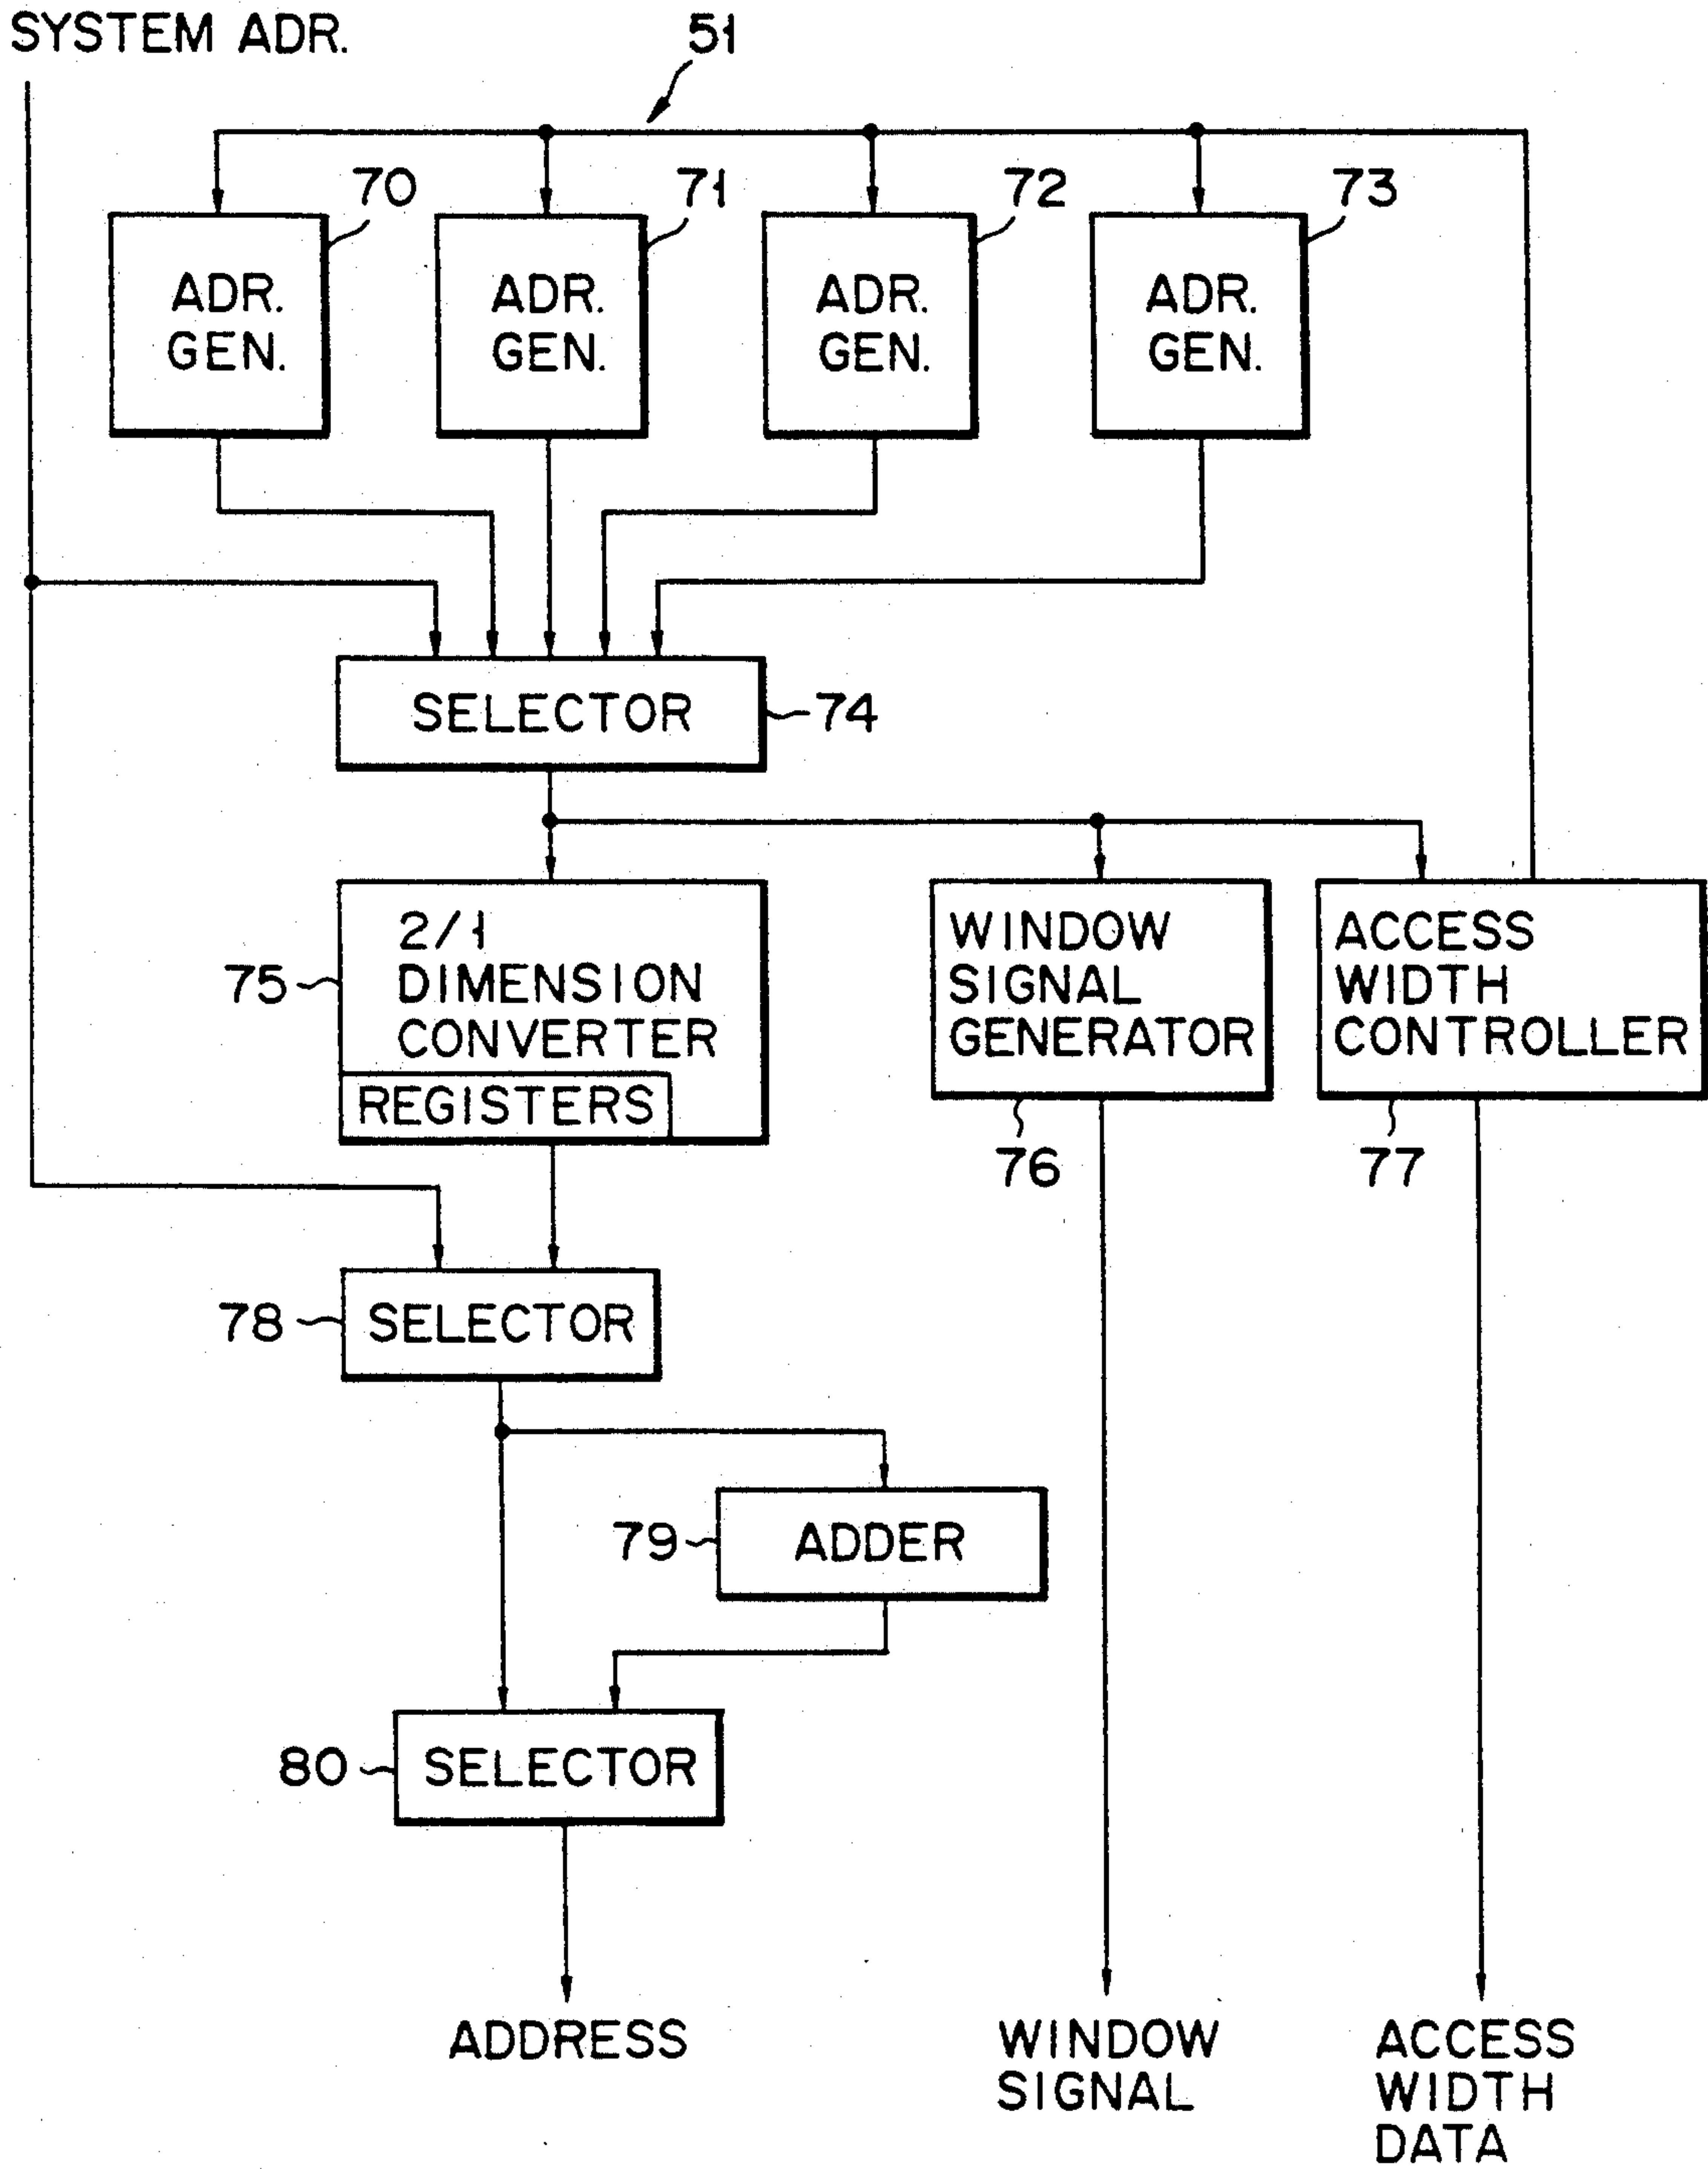 SYSTEM ADR.
51
70
71
72
73
ADR.
GEN.
ADR.
GEN.
ADR.
GEN.
ADR.
GEN.
SELECTOR
74
2/1
DIMENSION
CONVERTER
REGISTERS
75
WINDOW
SIGNAL
GENERATOR
76
ACCESS
WIDTH
CONTROLLER
77
78
SELECTOR
79
ADDER
80
SELECTOR
ADDRESS
WINDOW
SIGNAL
ACCESS
WIDTH
DATA